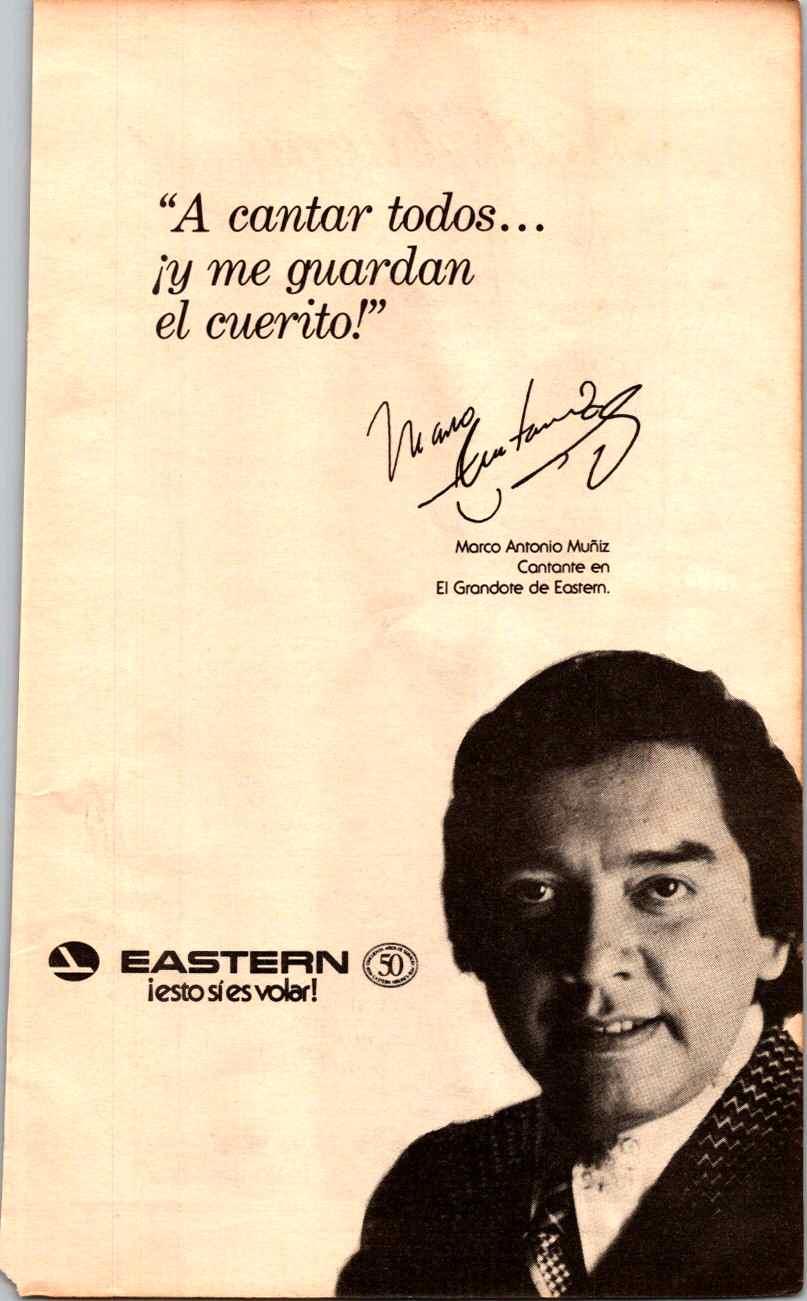 “A cantar todos...
¡y me guardan
el cuerito!”
Marco Antonio Muñiz
Cantante en
El Grandote de Eastern.
EASTERN 50
¡esto sí es volar!